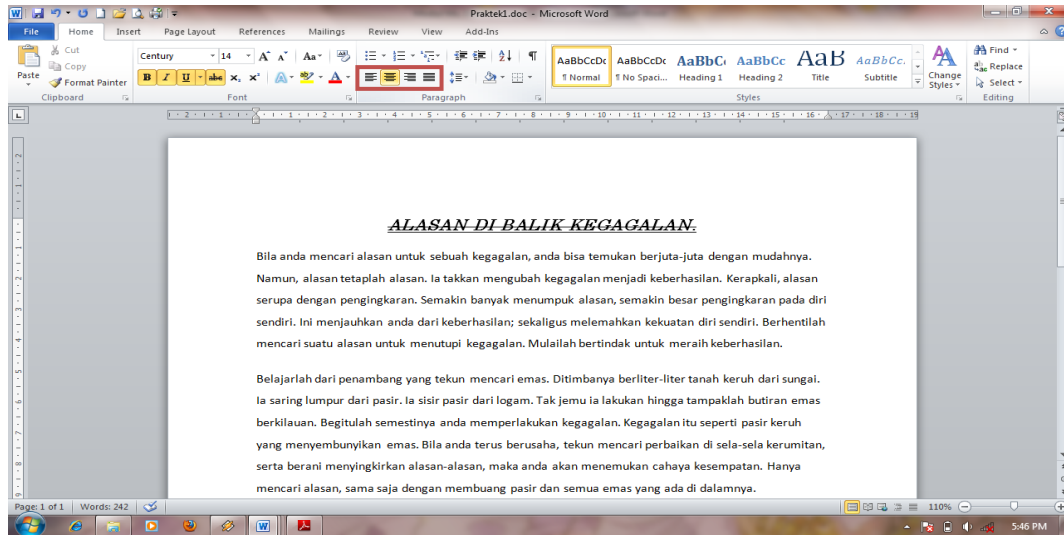 Praktek1.doc - Microsoft Word
File Home Insert Page Layout References Mailings Review View Add-Ins
Cut
Copy
Format Painter
Paste
Century 14
Find
Replace
Select
Change Styles
AaBbCcDc AaBbCcDc AaBbC AaBbCc AaB AaBbCc.
¶ Normal ¶ No Spaci... Heading 1 Heading 2 Title Subtitle
Clipboard Font Paragraph Styles Editing
ALASAN DI BALIK KEGAGALAN.
Bila anda mencari alasan untuk sebuah kegagalan, anda bisa temukan berjuta-juta dengan mudahnya.
Namun, alasan tetaplah alasan. Ia takkan mengubah kegagalan menjadi keberhasilan. Kerapkali, alasan
serupa dengan pengingkaran. Semakin banyak menumpuk alasan, semakin besar pengingkaran pada diri
sendiri. Ini menjauhkan anda dari keberhasilan; sekaligus melemahkan kekuatan diri sendiri. Berhentilah
mencari suatu alasan untuk menutupi kegagalan. Mulailah bertindak untuk meraih keberhasilan.
Belajarlah dari penambang yang tekun mencari emas. Ditimbanya berliter-liter tanah keruh dari sungai.
Ia saring lumpur dari pasir. Ia sisir pasir dari logam. Tak jemu ia lakukan hingga tampaklah butiran emas
berkilauan. Begitulah semestinya anda memperlakukan kegagalan. Kegagalan itu seperti pasir keruh
yang menyembunyikan emas. Bila anda terus berusaha, tekun mencari perbaikan di sela-sela kerumitan,
serta berani menyingkirkan alasan-alasan, maka anda akan menemukan cahaya kesempatan. Hanya
mencari alasan, sama saja dengan membuang pasir dan semua emas yang ada di dalamnya.
Page: 1 of 1 Words: 242 110%
5:46 PM